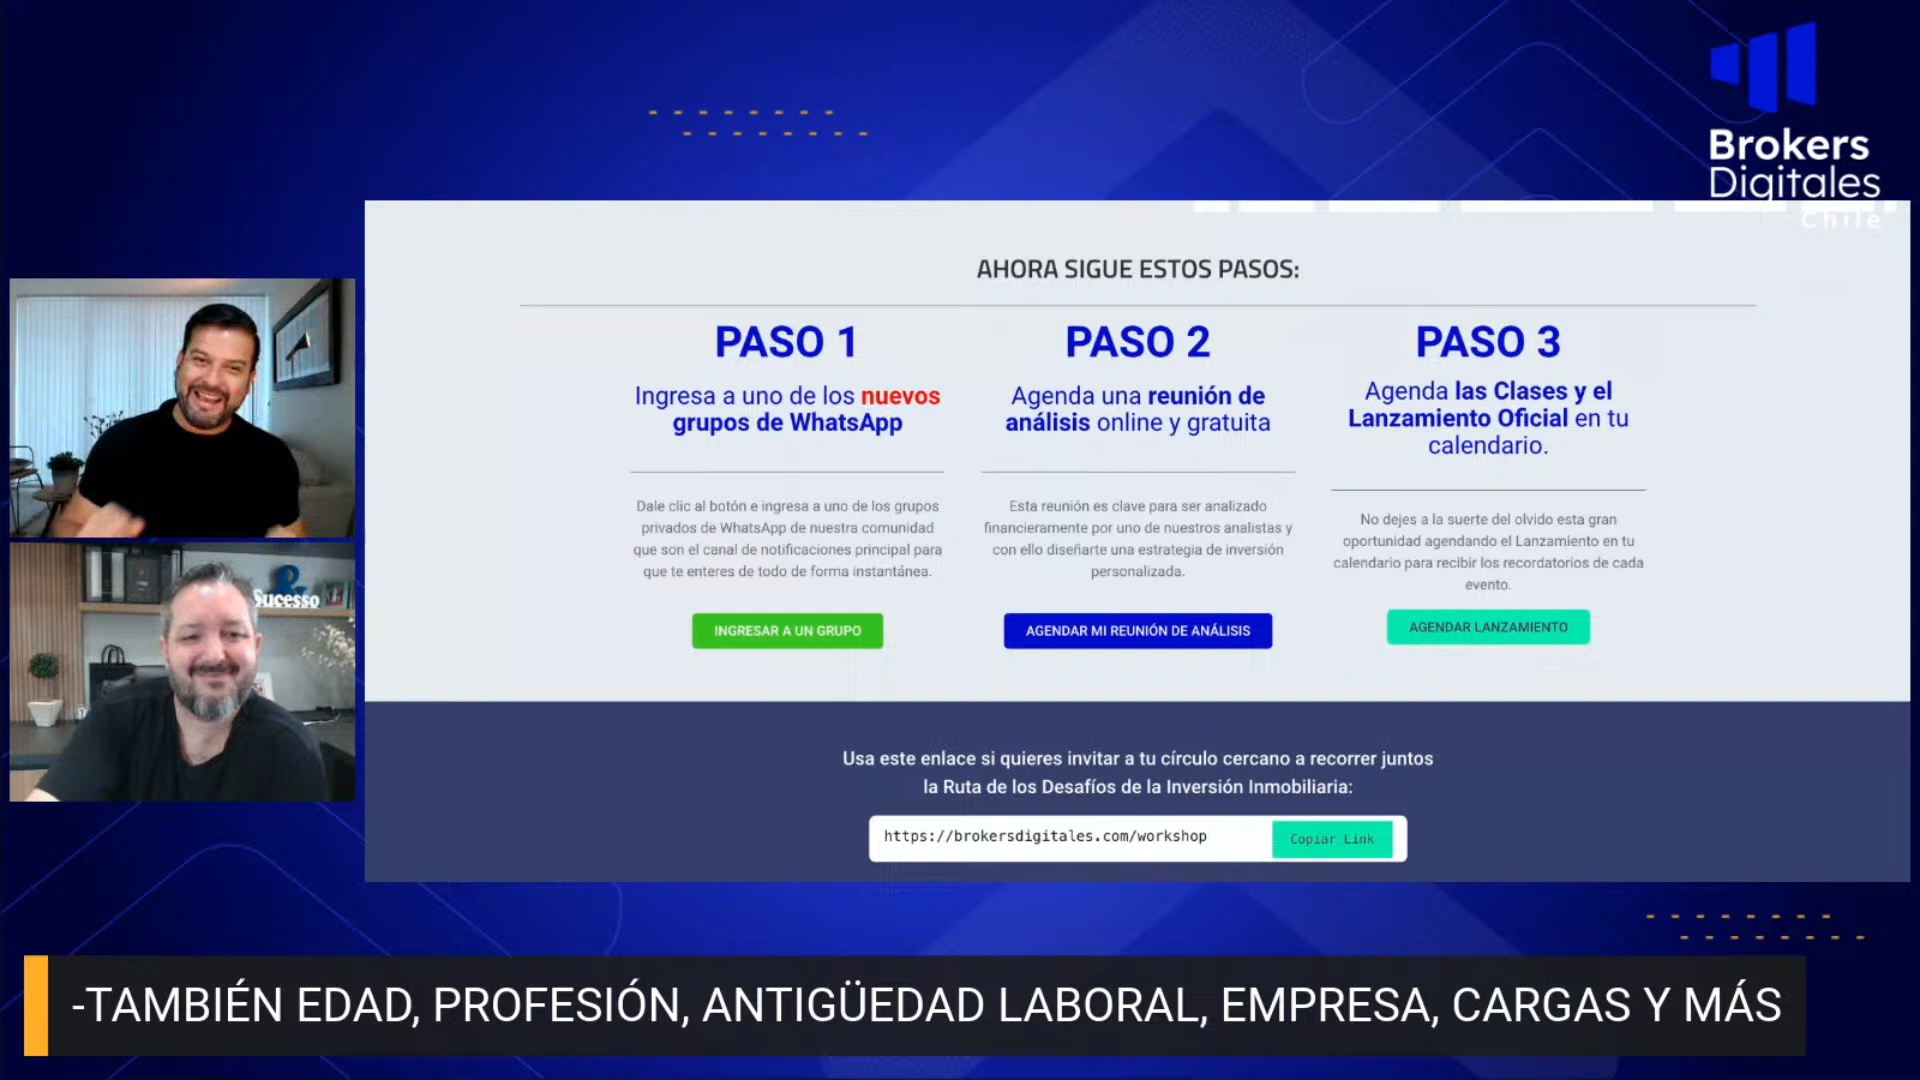 Brokers
Digitales
Chile
AHORA SIGUE ESTOS PASOS:
PASO 1
Ingresa a uno de los nuevos
grupos de WhatsApp
Dale clic al botón e ingresa a uno de los grupos
privados de WhatsApp de nuestra comunidad
que son el canal de notificaciones principal para
que te enteres de todo de forma instantánea.
INGRESAR A UN GRUPO
PASO 2
Agenda una reunión de
análisis online y gratuita
Esta reunión es clave para ser analizado
financieramente por uno de nuestros analistas y
con ello diseñarte una estrategia de inversión
personalizada.
AGENDAR MI REUNIÓN DE ANÁLISIS
PASO 3
Agenda las Clases y el
Lanzamiento Oficial en tu
calendario.
No dejes a la suerte del olvido esta gran
oportunidad agendando el Lanzamiento en tu
calendario para recibir los recordatorios de cada
evento.
AGENDAR LANZAMIENTO
Sucesso
Usa este enlace si quieres invitar a tu círculo cercano a recorrer juntos
la Ruta de los Desafíos de la Inversión Inmobiliaria:
https://brokersdigitales.com/workshop
Copiar Link
-TAMBIÉN EDAD, PROFESIÓN, ANTIGÜEDAD LABORAL, EMPRESA, CARGAS Y MÁS